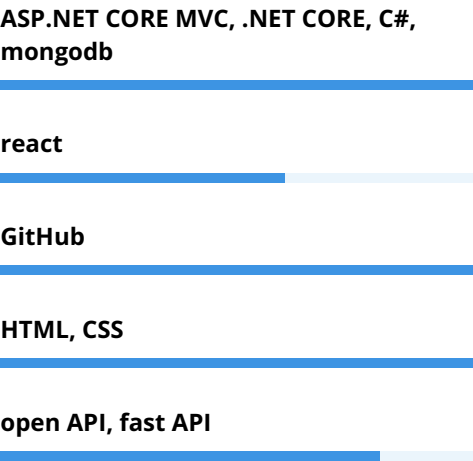 ASP.NET CORE MVC, .NET CORE, C#,
mongodb
react
GitHub
HTML, CSS
open API, fast API